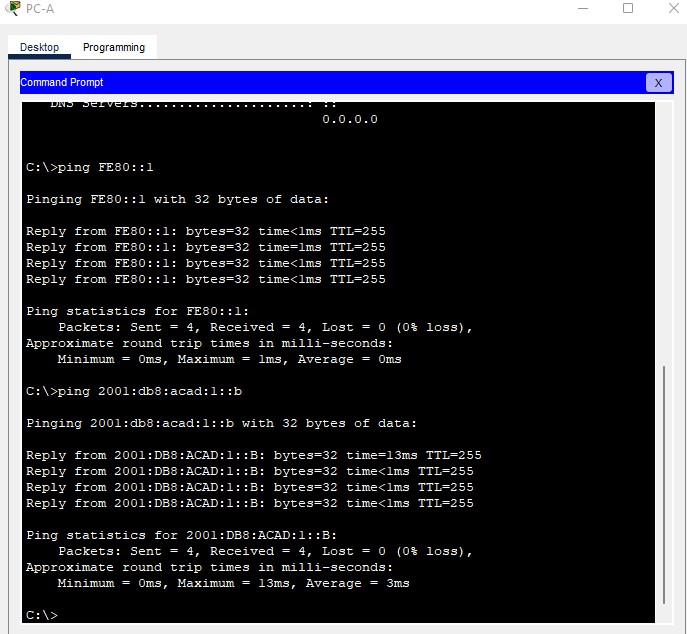 PC-A
Desktop Programming
Command Prompt X
DNS Servers.....................: ::
0.0.0.0
C:\>ping FE80::1
Pinging FE80::1 with 32 bytes of data:
Reply from FE80::1: bytes=32 time<1ms TTL=255
Reply from FE80::1: bytes=32 time=1ms TTL=255
Reply from FE80::1: bytes=32 time<1ms TTL=255
Reply from FE80::1: bytes=32 time<1ms TTL=255
Ping statistics for FE80::1:
Packets: Sent = 4, Received = 4, Lost = 0 (0% loss),
Approximate round trip times in milli-seconds:
Minimum = 0ms, Maximum = 1ms, Average = 0ms
C:\>ping 2001:db8:acad:1::b
Pinging 2001:db8:acad:1::b with 32 bytes of data:
Reply from 2001:DB8:ACAD:1::B: bytes=32 time=13ms TTL=255
Reply from 2001:DB8:ACAD:1::B: bytes=32 time<1ms TTL=255
Reply from 2001:DB8:ACAD:1::B: bytes=32 time<1ms TTL=255
Reply from 2001:DB8:ACAD:1::B: bytes=32 time<1ms TTL=255
Ping statistics for 2001:DB8:ACAD:1::B:
Packets: Sent = 4, Received = 4, Lost = 0 (0% loss),
Approximate round trip times in milli-seconds:
Minimum = 0ms, Maximum = 13ms, Average = 3ms
C:\>